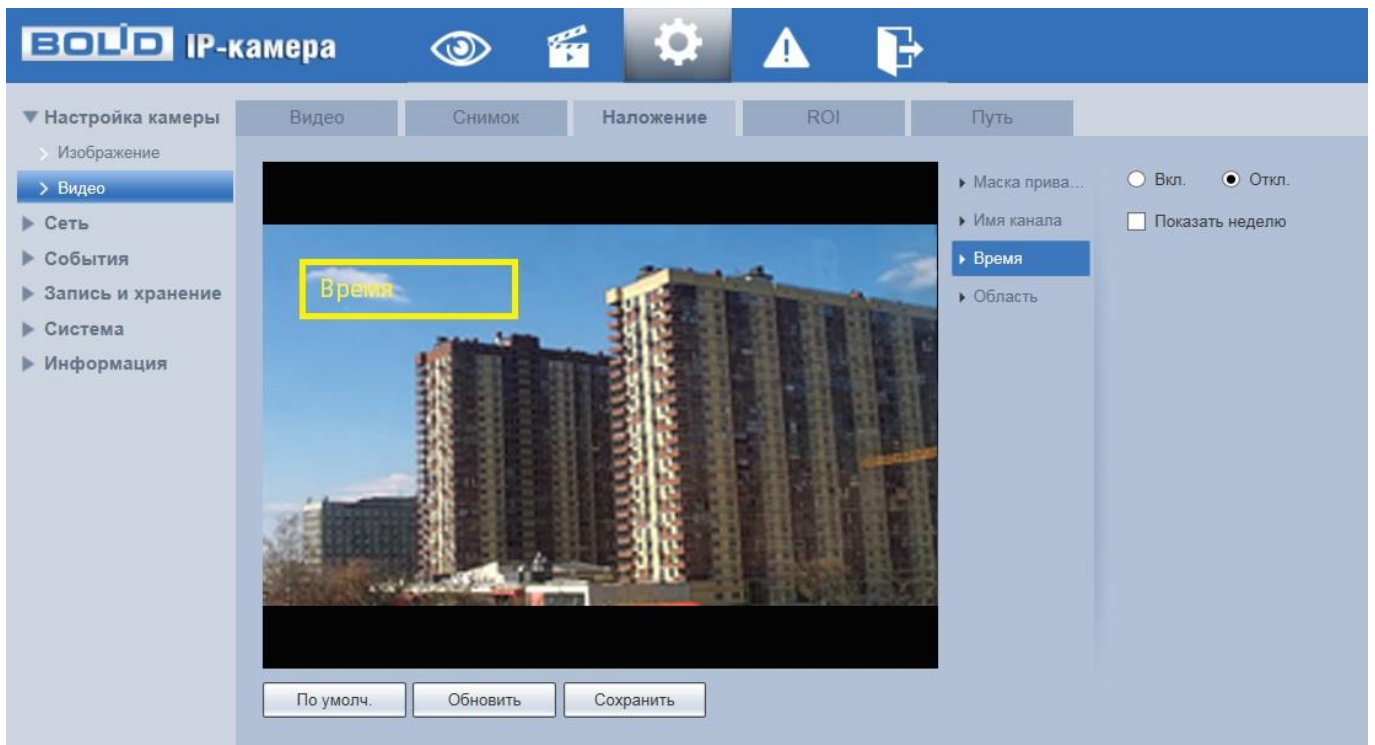 BOLID IP-камера
Настройка камеры
Изображение
Видео
Сеть
События
Запись и хранение
Система
Информация
Видео
Снимок
Наложение
ROI
Путь
Время
Маска прива...
Имя канала
Время
Область
Вкл.
Откл.
Показать неделю
По умолч.
Обновить
Сохранить